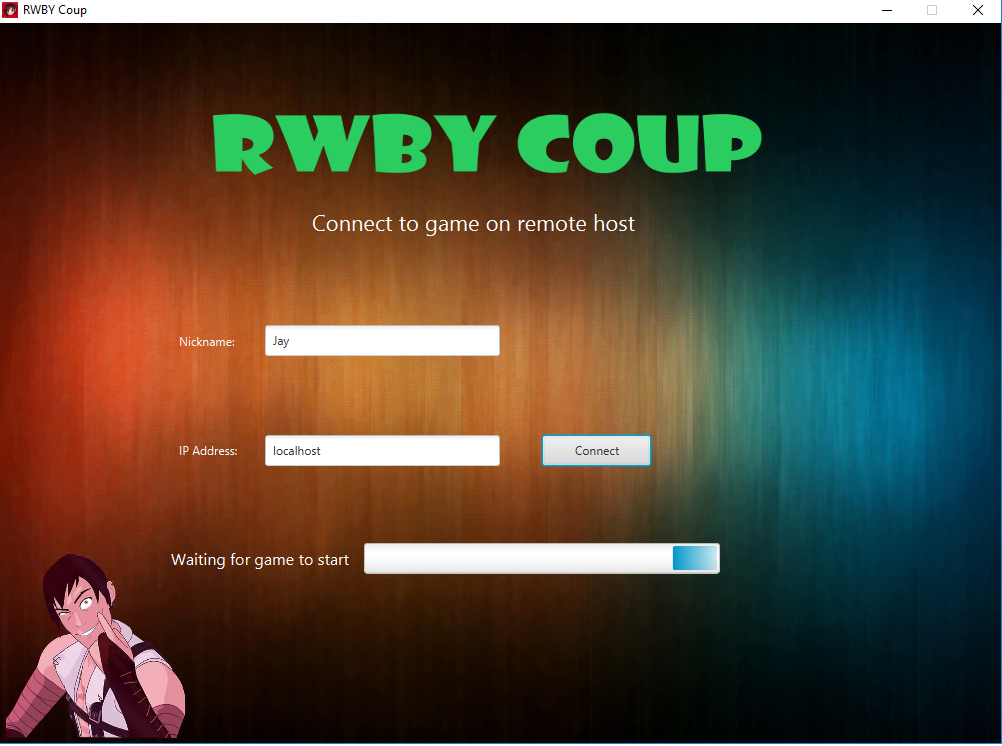 RWBY Coup
RWBY COUP
Connect to game on remote host
Nickname: Jay
IP Address: localhost Connect
Waiting for game to start